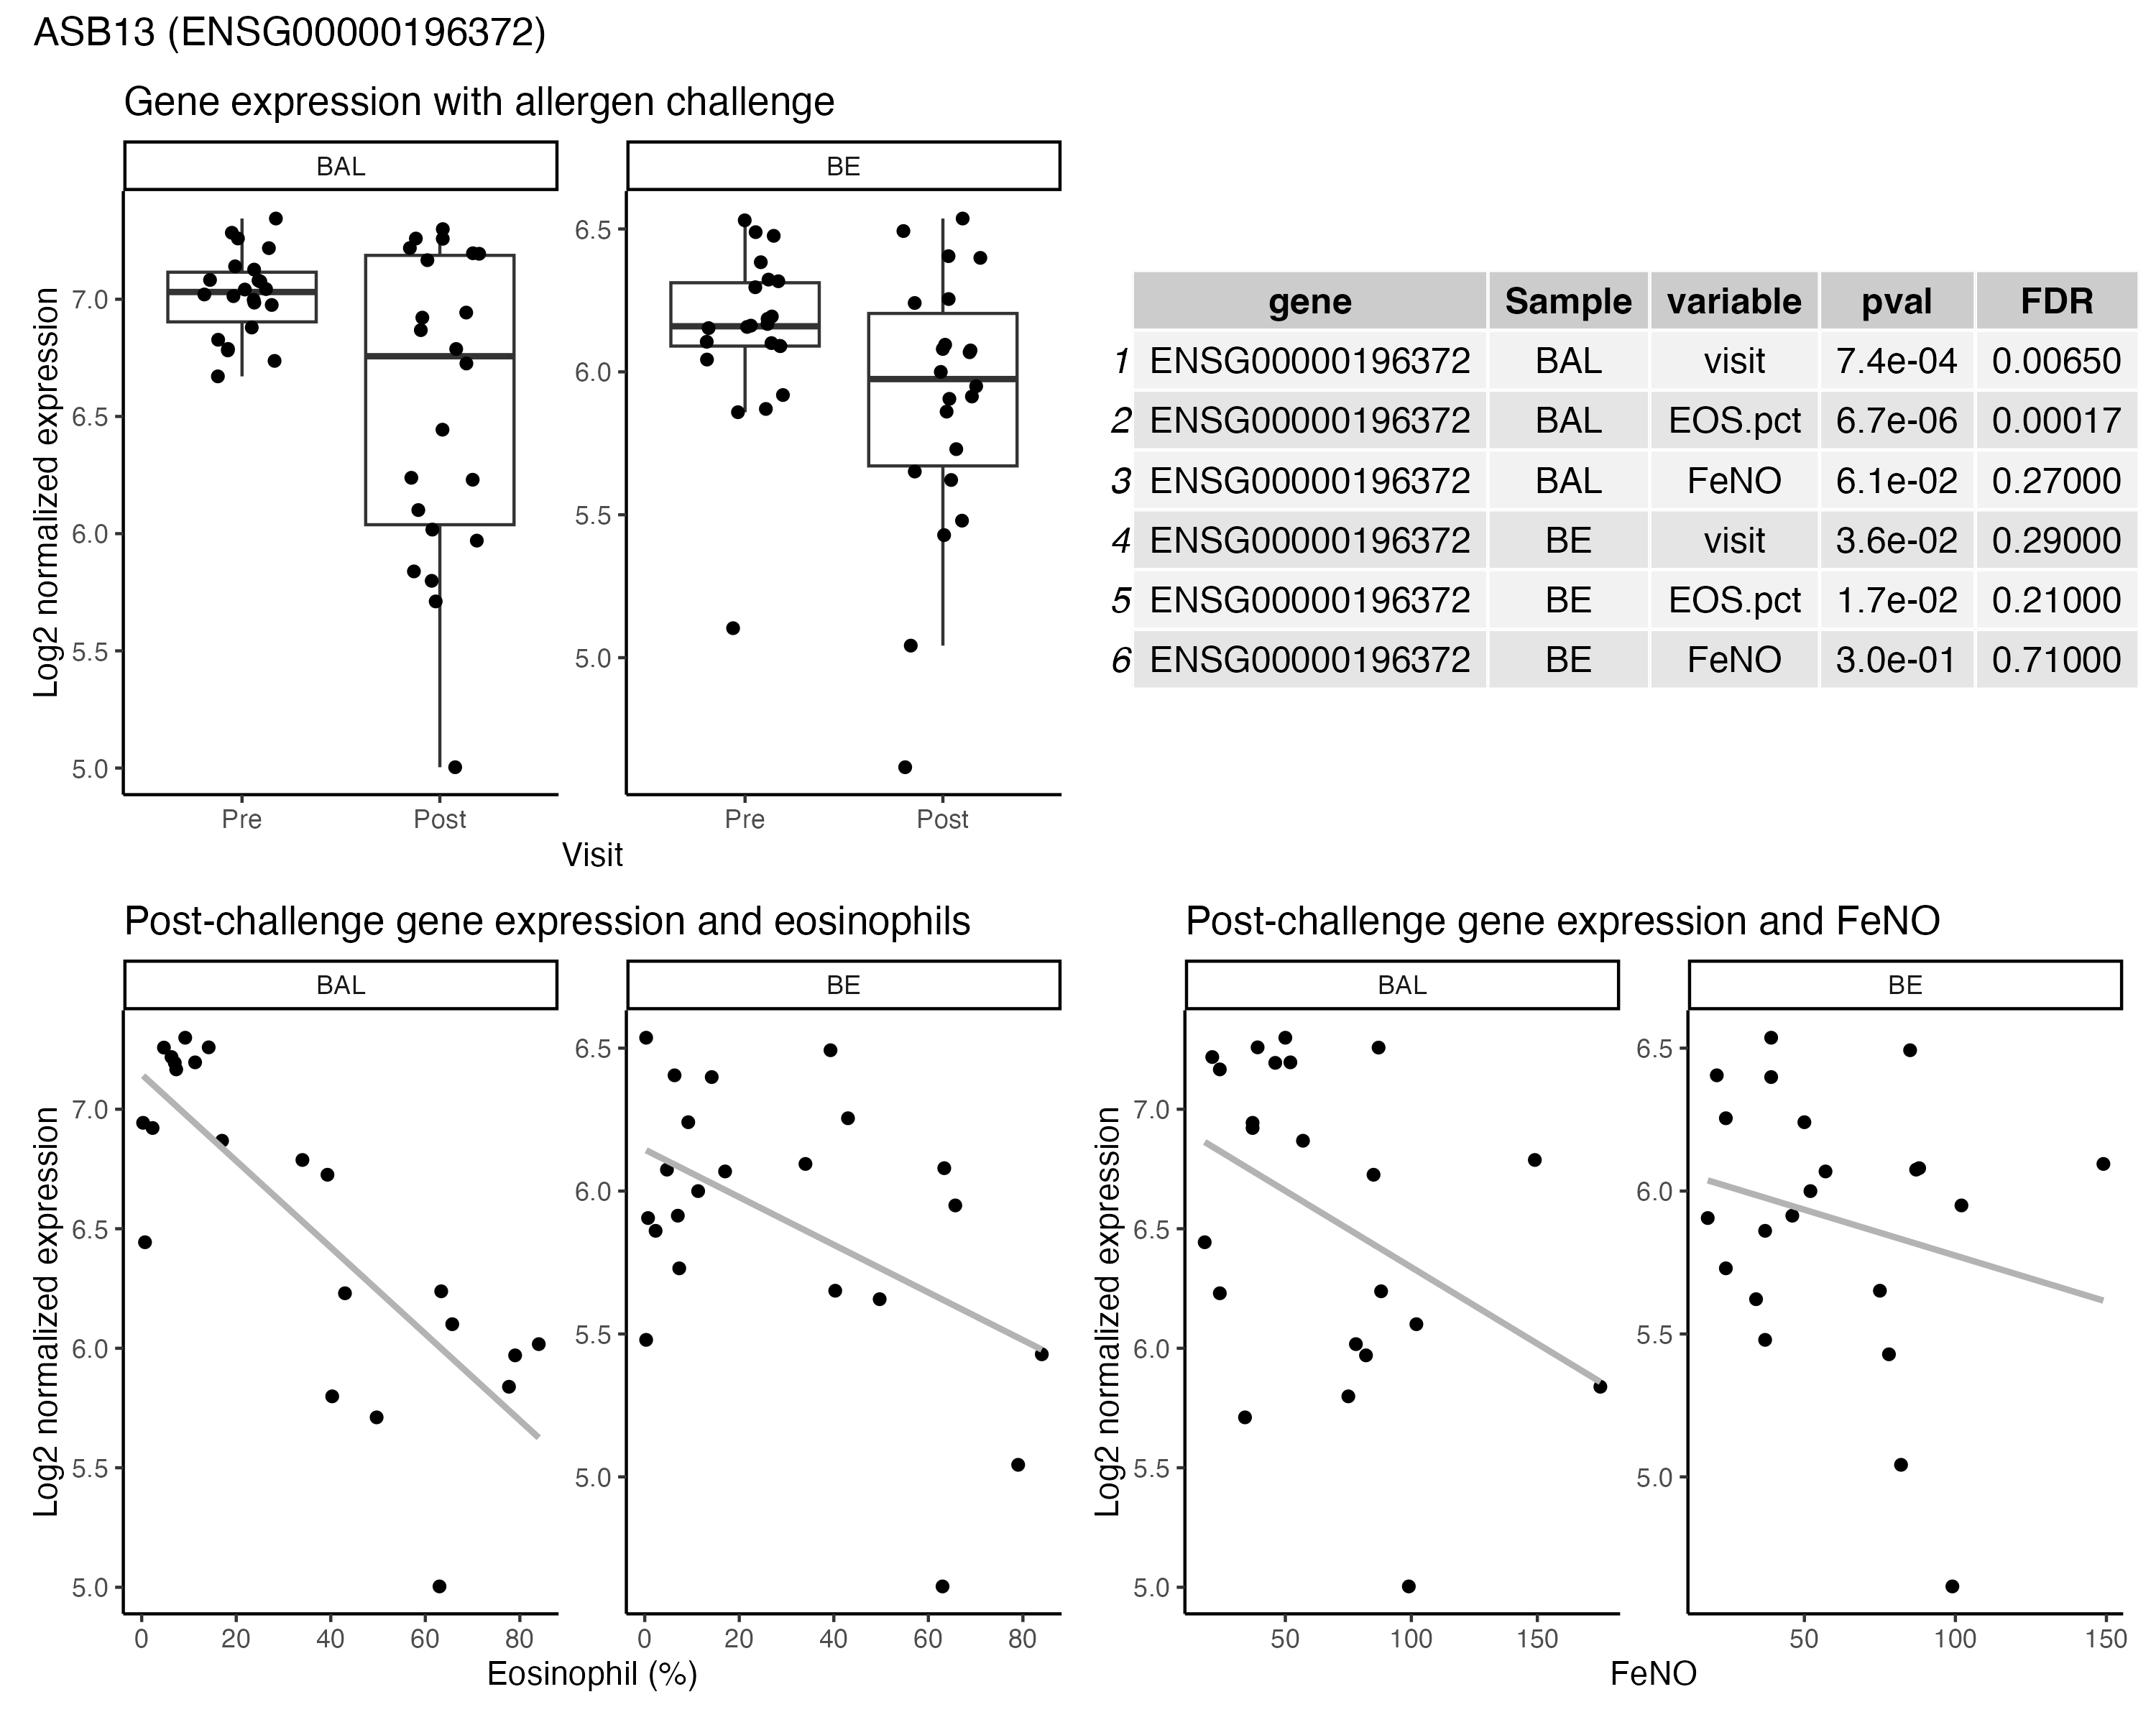 ASB13 (ENSG00000196372)
Gene expression with allergen challenge
BAL
BE
Log2 normalized expression
7.0
6.5
6.0
5.5
5.0
6.5
6.0
5.5
5.0
Pre
Post
Pre
Post
Visit
gene Sample variable pval FDR
1 ENSG00000196372 BAL visit 7.4e-04 0.00650
2 ENSG00000196372 BAL EOS.pct 6.7e-06 0.00017
3 ENSG00000196372 BAL FeNO 6.1e-02 0.27000
4 ENSG00000196372 BE visit 3.6e-02 0.29000
5 ENSG00000196372 BE EOS.pct 1.7e-02 0.21000
6 ENSG00000196372 BE FeNO 3.0e-01 0.71000
Post-challenge gene expression and eosinophils
BAL
BE
Log2 normalized expression
7.0
6.5
6.0
5.5
5.0
6.5
6.0
5.5
5.0
0 20 40 60 80
0 20 40 60 80
Eosinophil (%)
Post-challenge gene expression and FeNO
BAL
BE
Log2 normalized expression
7.0
6.5
6.0
5.5
5.0
6.5
6.0
5.5
5.0
50 100 150
50 100 150
FeNO